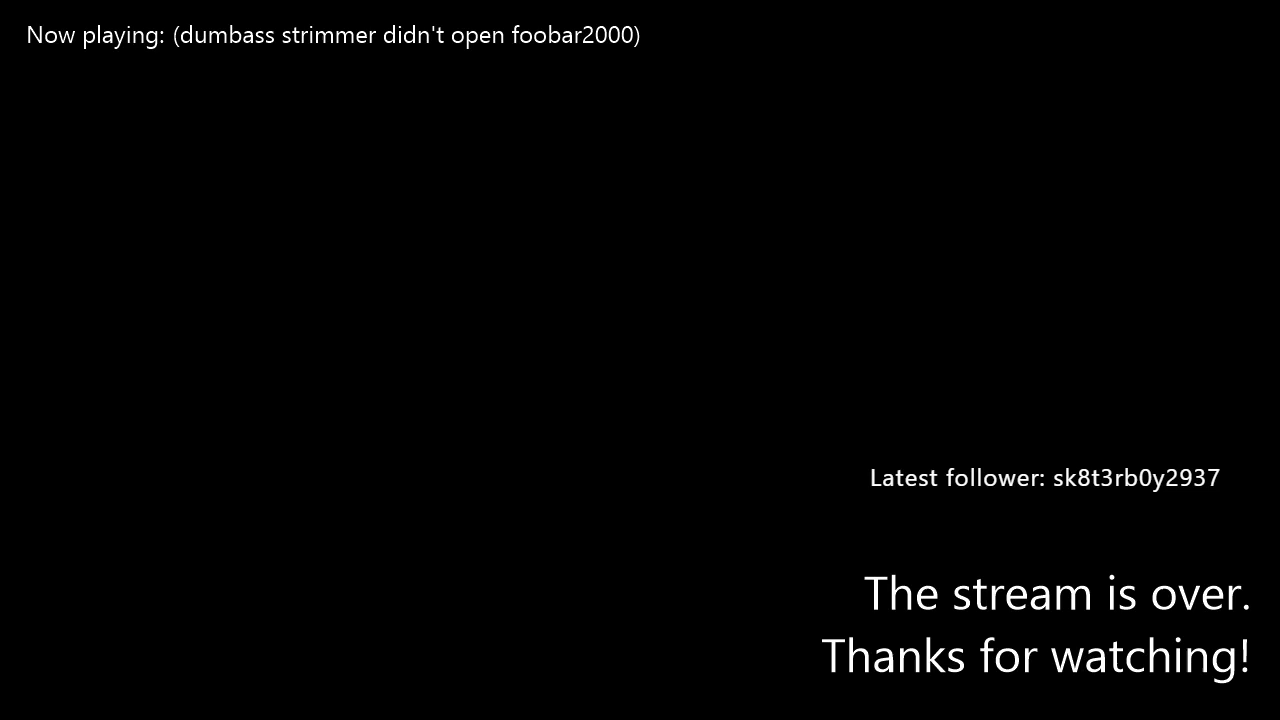 Now playing: (dumbass strimmer didn't open foobar2000)
Latest follower: sk8t3rb0y2937
The stream is over.
Thanks for watching!